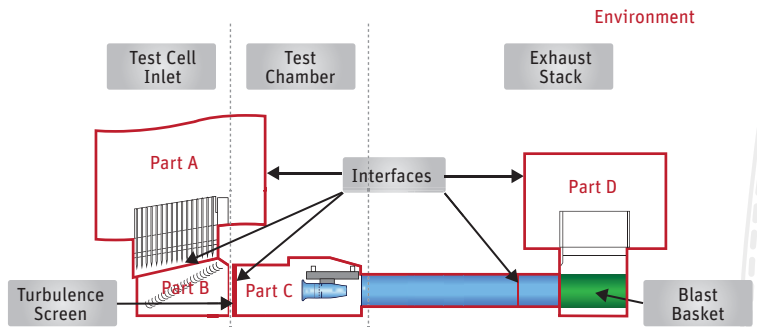 Environment
Test Cell
Inlet
Test
Chamber
Exhaust
Stack
Part A
Interfaces
Part D
Turbulence
Screen
Part B
Part C
Blast
Basket